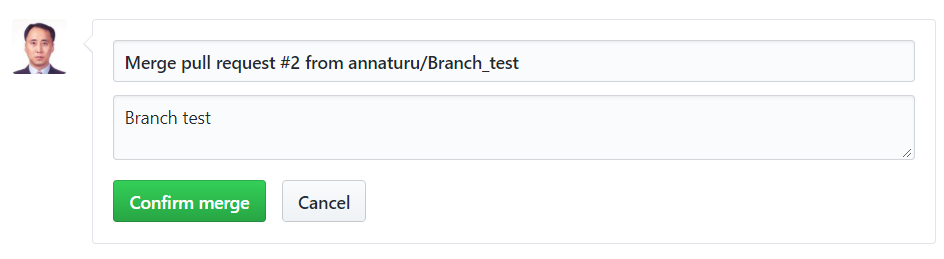 Merge pull request #2 from annaturu/Branch_test
Branch test
Confirm merge Cancel